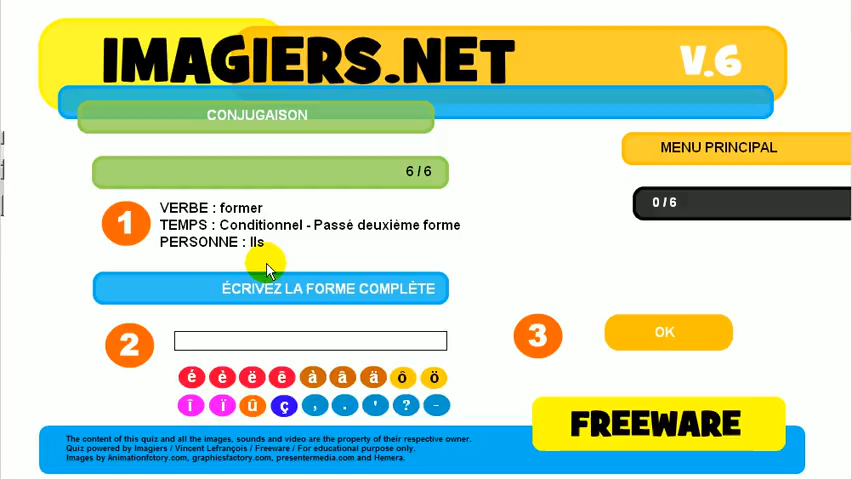 IMAGIERS.NET
V.6
CONJUGAISON
MENU PRINCIPAL
6 / 6
0 / 6
1
VERBE : former
TEMPS : Conditionnel - Passé deuxième forme
PERSONNE : Ils
ÉCRIVEZ LA FORME COMPLÈTE
2
3
OK
é è ë ê à â ä ô ö
î ï û ç , . ' ? -
FREEWARE
The content of this quiz and all the images, sounds and video are the property of their respective owner.
Quiz powered by Imagiers / Vincent Lefrançois / Freeware / For educational purpose only.
Images by Animationfctory.com, graphicsfactory.com, presentermedia.com and Hemera.